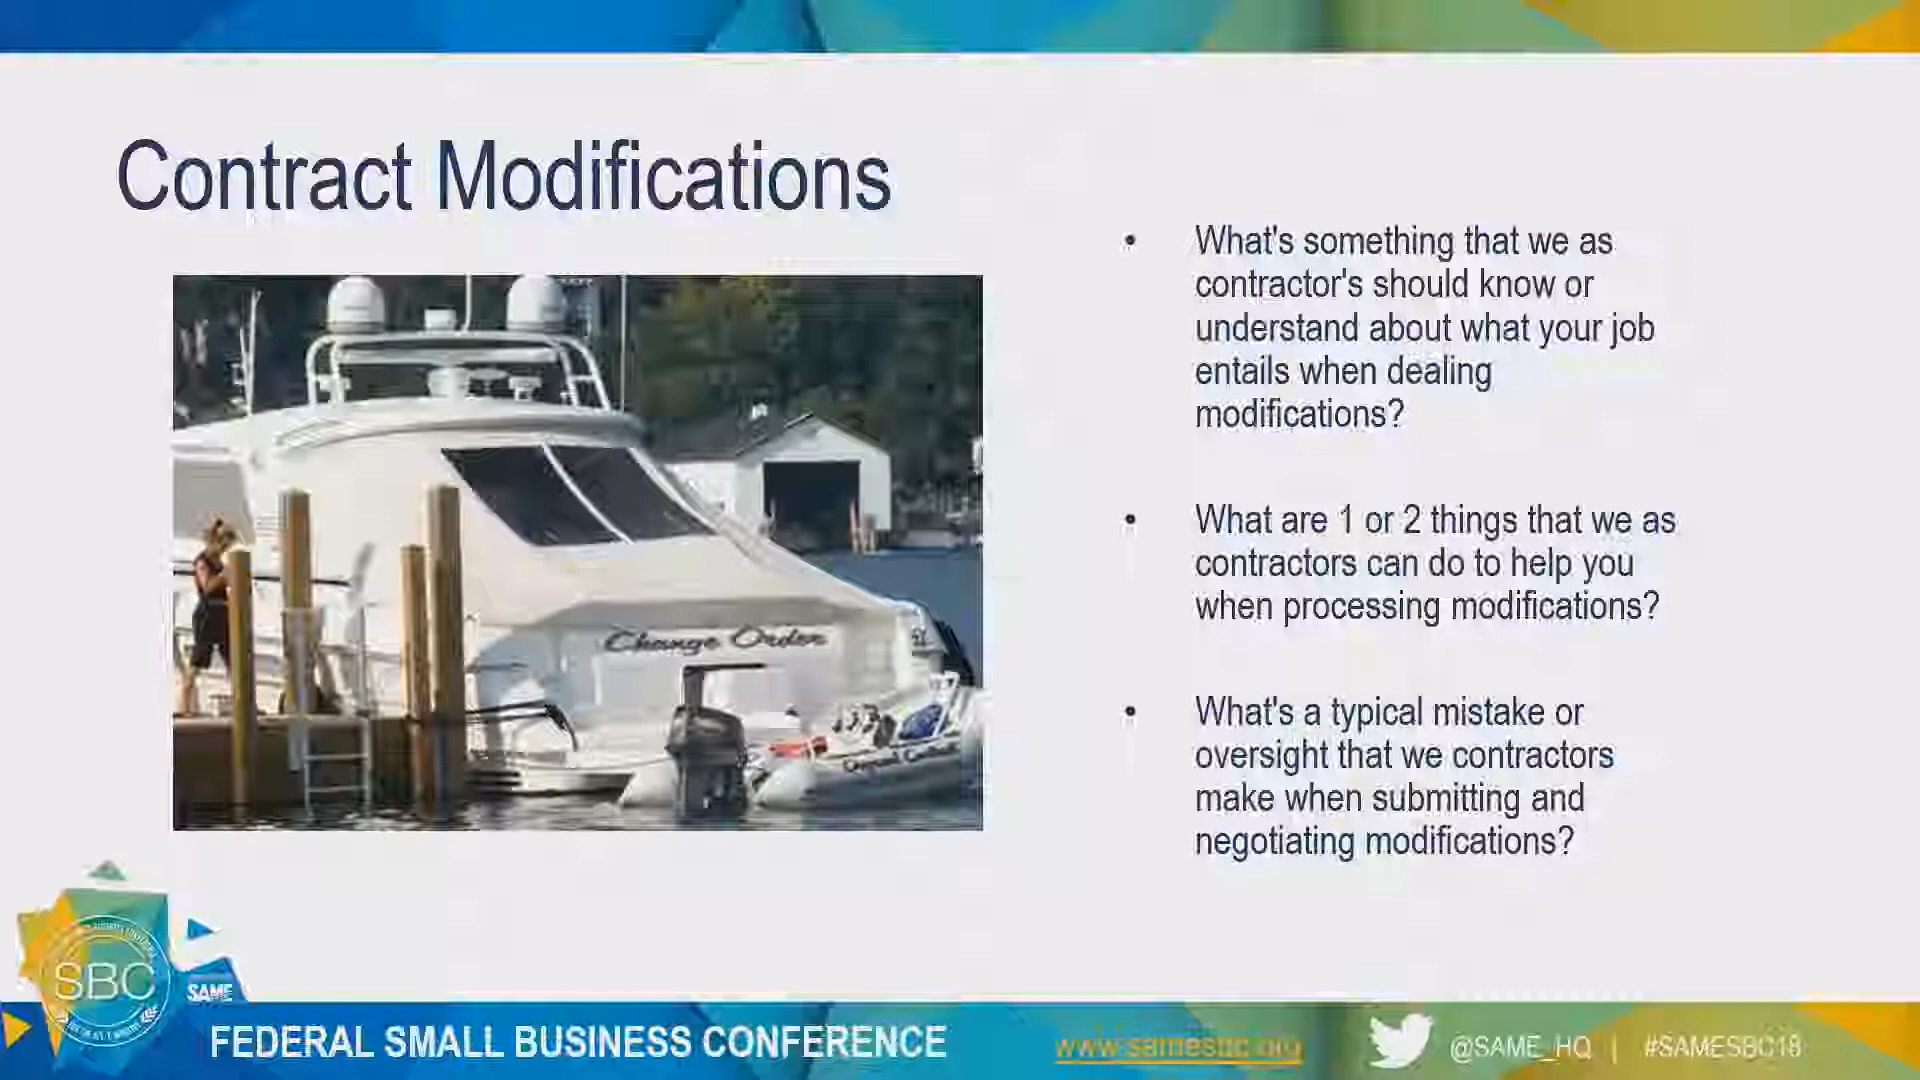 Contract Modifications
• What's something that we as
contractor's should know or
understand about what your job
entails when dealing
modifications?
• What are 1 or 2 things that we as
contractors can do to help you
when processing modifications?
• What's a typical mistake or
oversight that we contractors
make when submitting and
negotiating modifications?
Change Order
SBC
SAME
FEDERAL SMALL BUSINESS CONFERENCE
www.samesbc.org
@SAME_HQ | #SAMESBC18